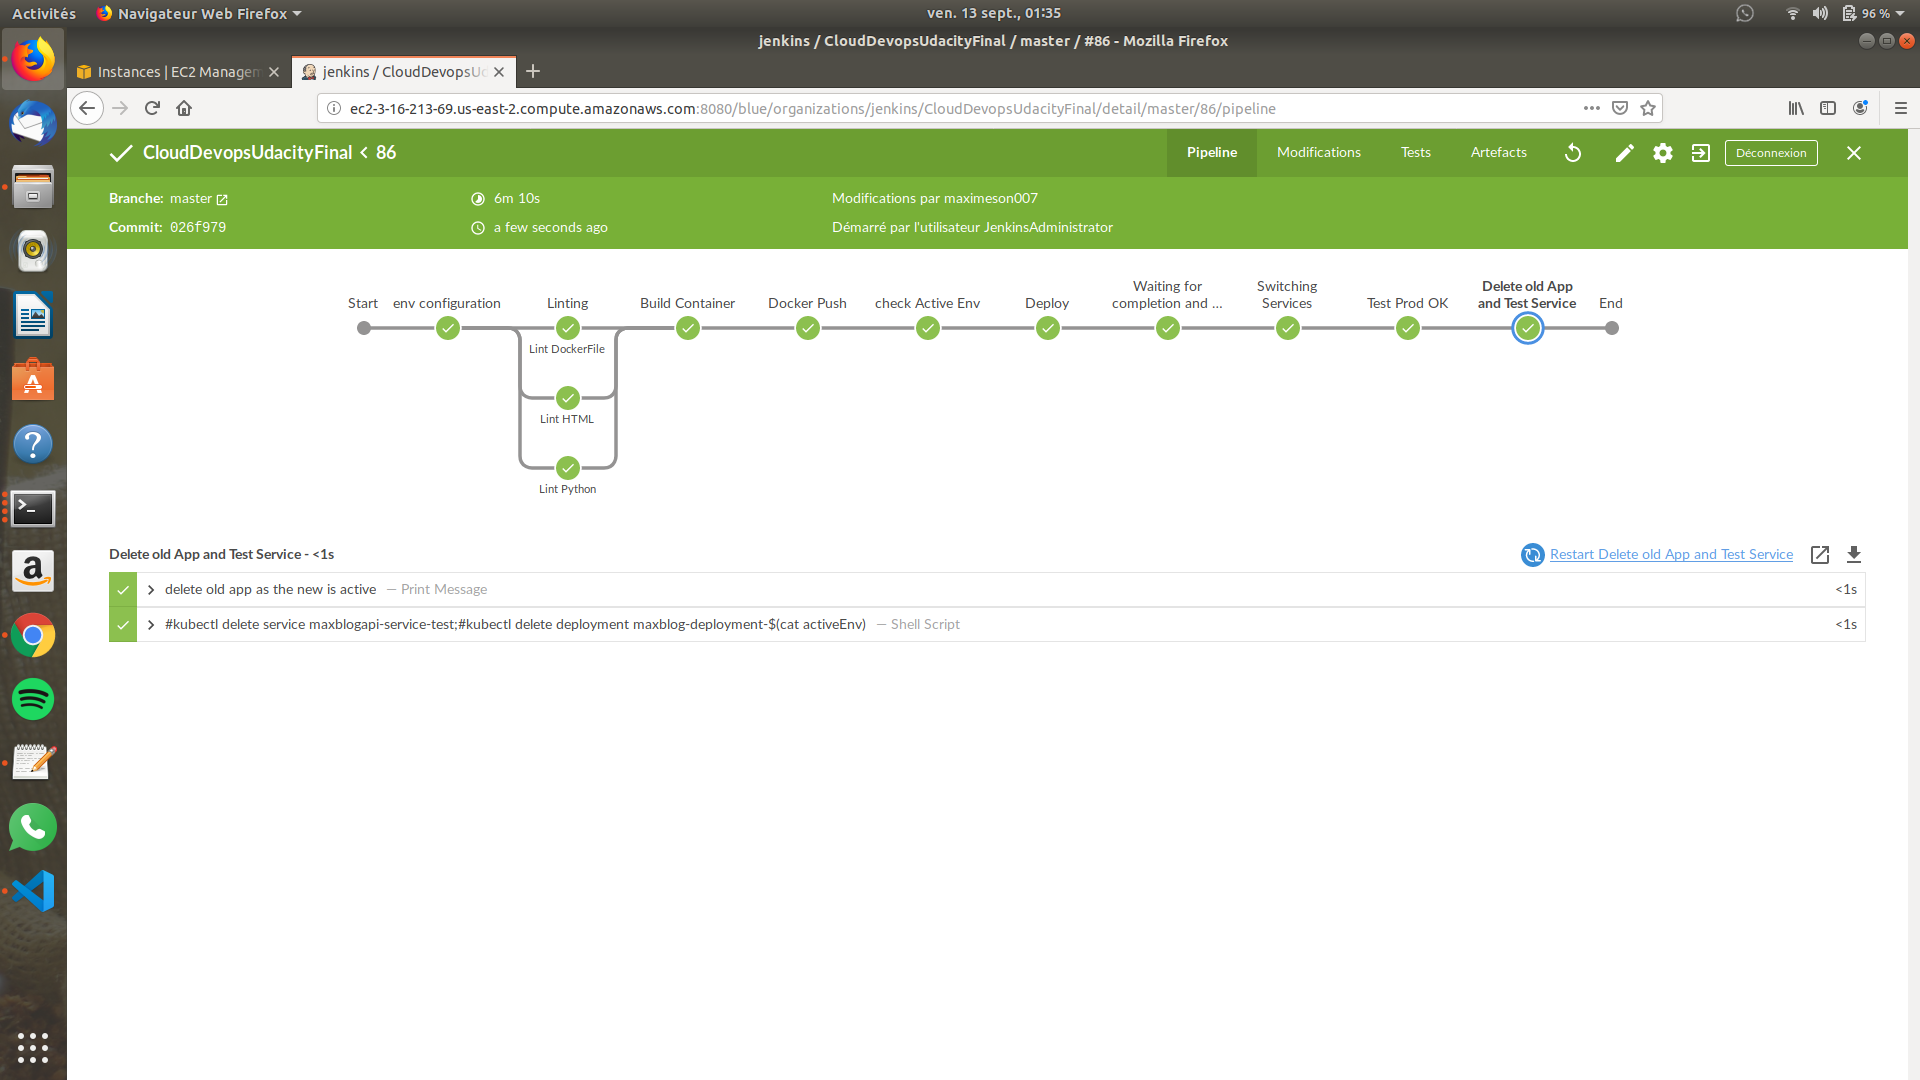 Activités
Navigateur Web Firefox
ven. 13 sept., 01:35
96 %
jenkins / CloudDevopsUdacityFinal / master / #86 - Mozilla Firefox
Instances | EC2 Managem
jenkins / CloudDevopsUd
ec2-3-16-213-69.us-east-2.compute.amazonaws.com:8080/blue/organizations/jenkins/CloudDevopsUdacityFinal/detail/master/86/pipeline
CloudDevopsUdacityFinal < 86
Pipeline
Modifications
Tests
Artefacts
Déconnexion
Branche: master
6m 10s
Modifications par maximeson007
Commit: 026f979
a few seconds ago
Démarré par l'utilisateur JenkinsAdministrator
Start
env configuration
Linting
Build Container
Docker Push
check Active Env
Deploy
Waiting for
completion and ...
Switching
Services
Test Prod OK
Delete old App
and Test Service
End
Lint DockerFile
Lint HTML
Lint Python
Delete old App and Test Service - <1s
Restart Delete old App and Test Service
delete old app as the new is active — Print Message
<1s
#kubectl delete service maxblogapi-service-test;#kubectl delete deployment maxblog-deployment-$(cat activeEnv) — Shell Script
<1s